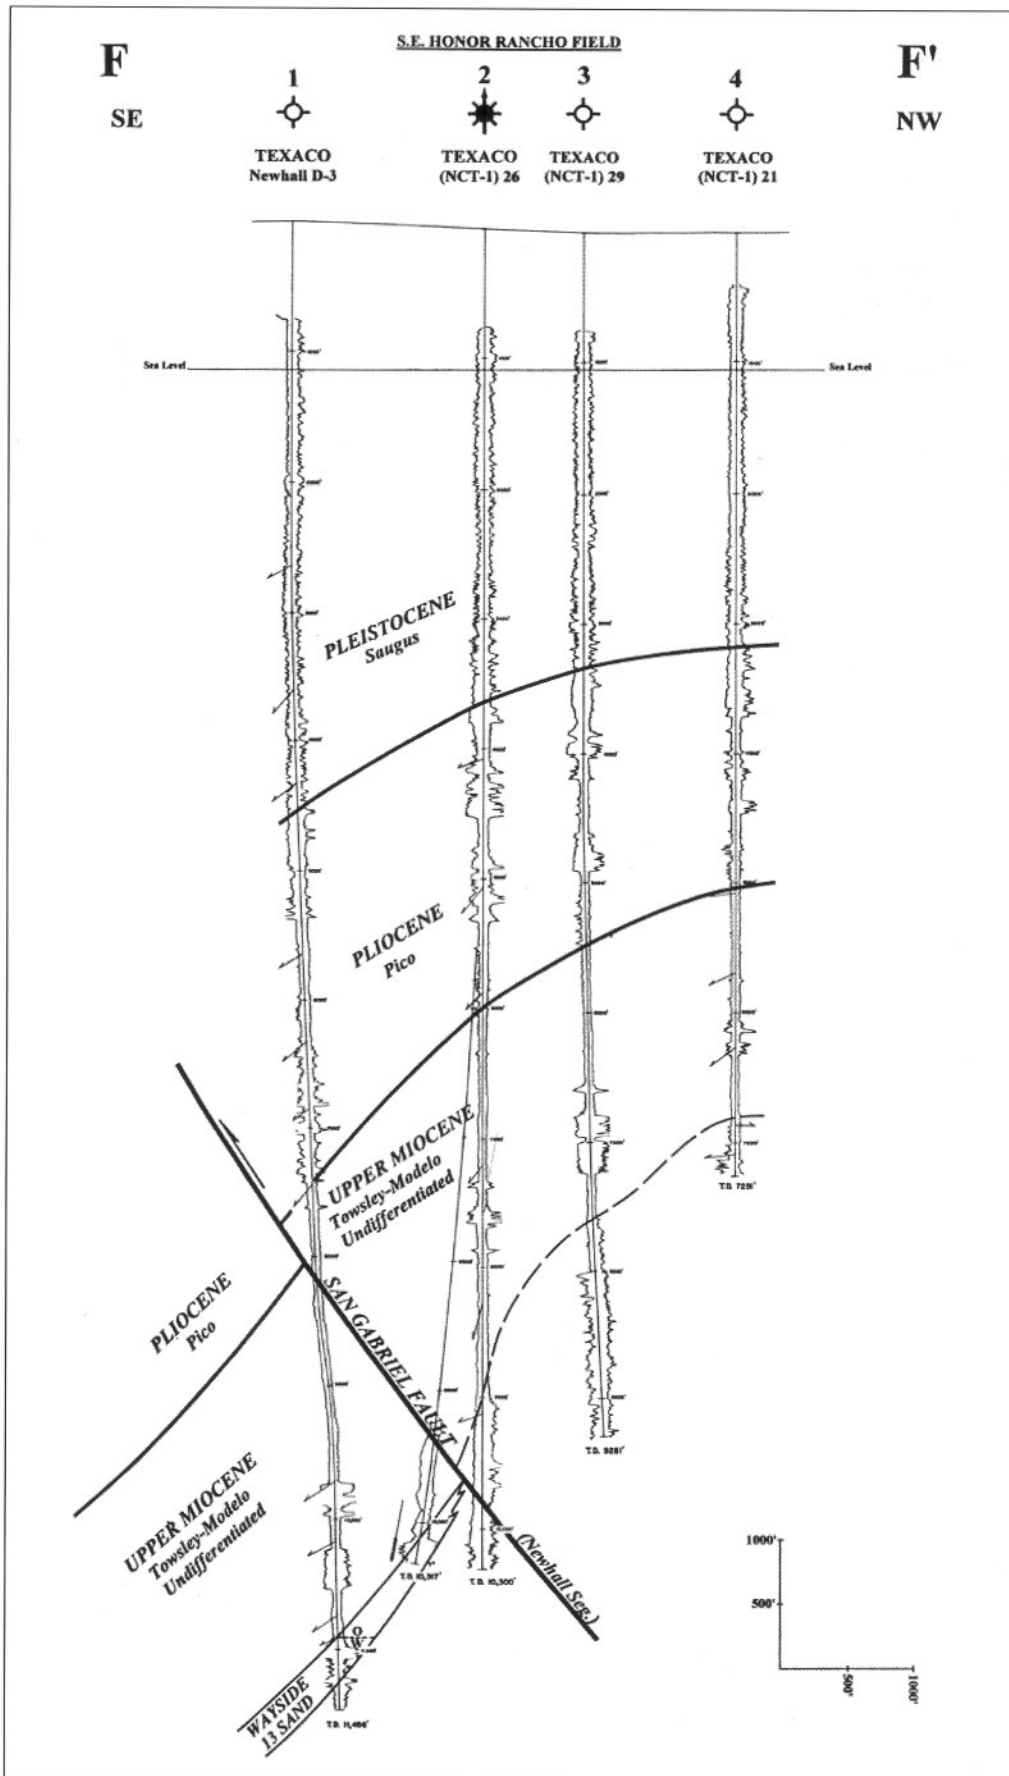 S.E. HONOR RANCHO FIELD
F
F'
SE
NW
1
2
3
4
TEXACO
Newhall D-3
TEXACO
(NCT-1) 26
TEXACO
(NCT-1) 29
TEXACO
(NCT-1) 21
Sea Level
Sea Level
PLEISTOCENE
Saugus
PLIOCENE
Pico
UPPER MIOCENE
Towsley-Modelo
Undifferentiated
T.D. 7291'
PLIOCENE
Pico
SAN GABRIEL FAULT
(Newhall Seg.)
T.D. 9281'
UPPER MIOCENE
Towsley-Modelo
Undifferentiated
T.D. 10,317'
T.D. 10,300'
1000'
500'
500'
1000'
O
W
WAYSIDE
13 SAND